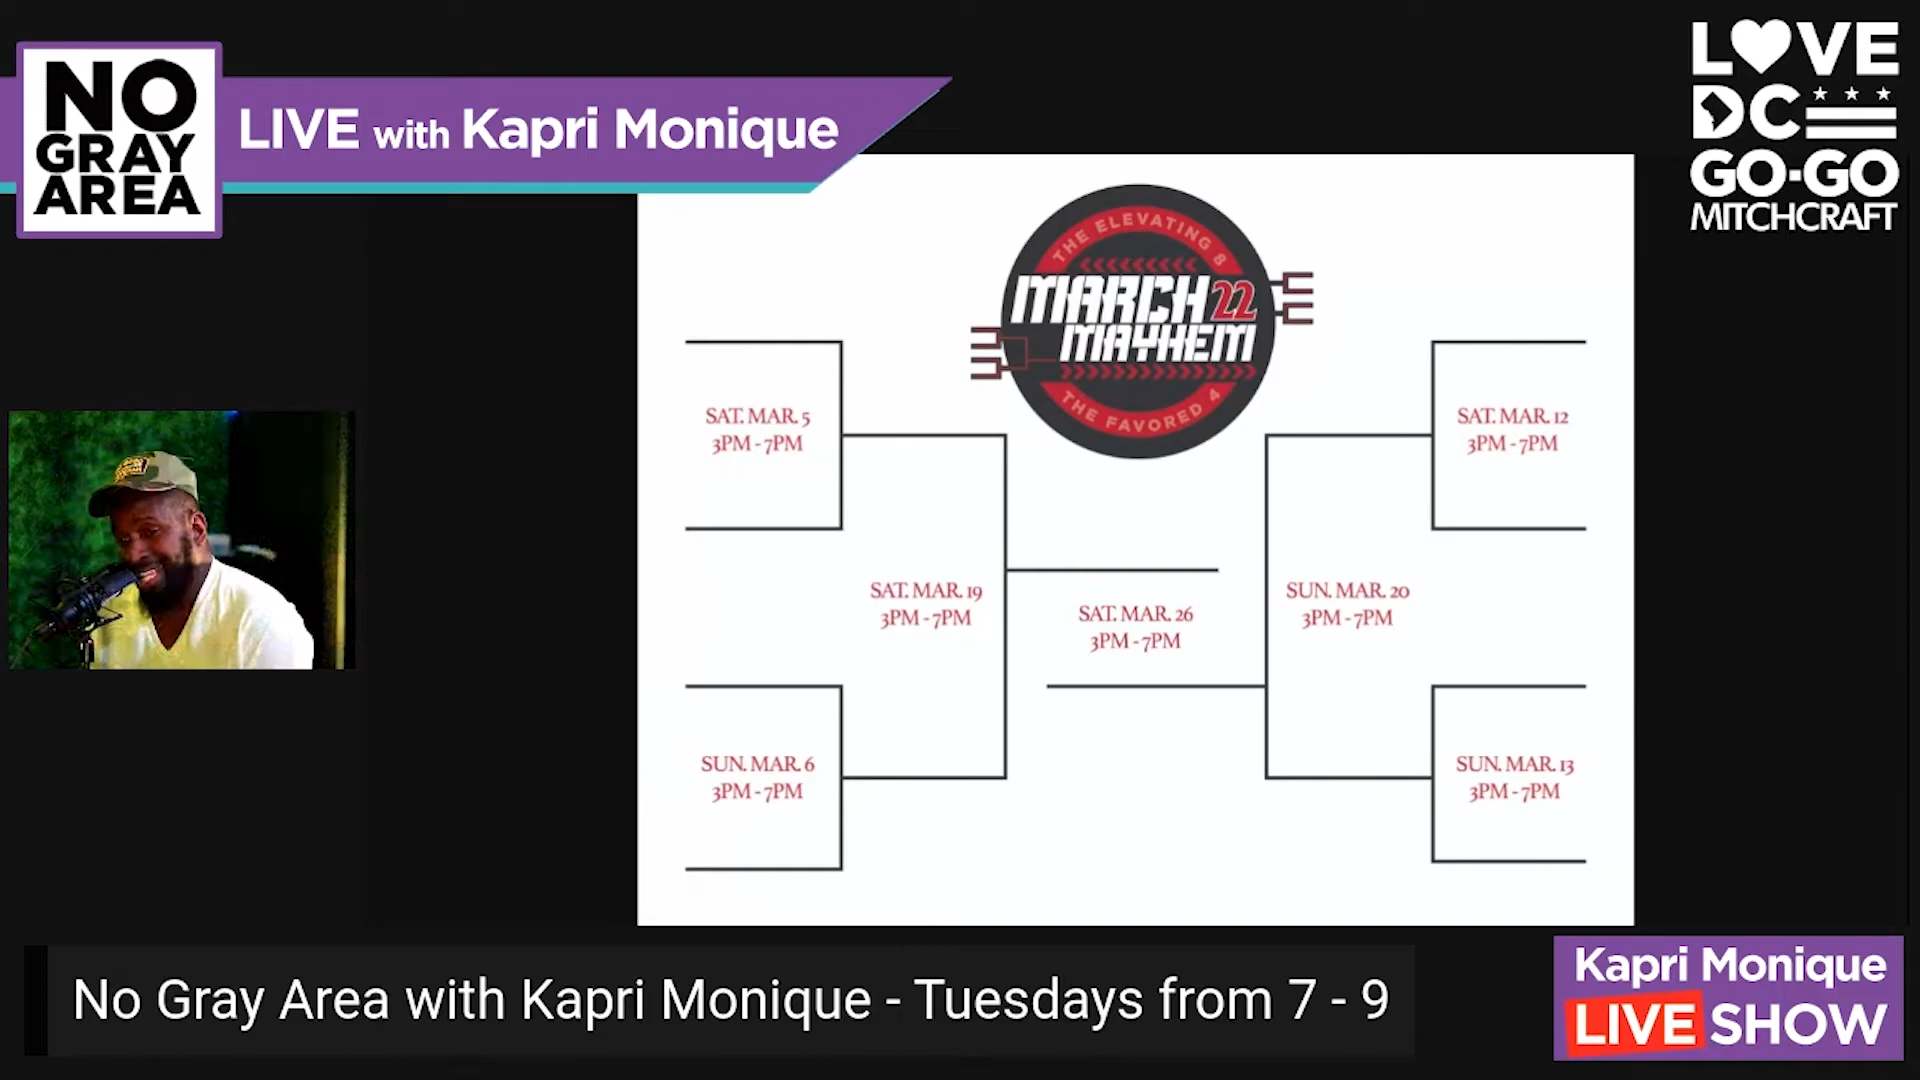 NO
GRAY
AREA
LIVE with Kapri Monique
L VE
DC
GO-GO
MITCHCRAFT
THE ELEVATING 8
MARCH 22
MAYHEM
THE FAVORED 4
SAT. MAR. 5
3PM - 7PM
SAT. MAR. 12
3PM - 7PM
SAT. MAR. 19
3PM - 7PM
SAT. MAR. 26
3PM - 7PM
SUN. MAR. 20
3PM - 7PM
SUN. MAR. 6
3PM - 7PM
SUN. MAR. 13
3PM - 7PM
No Gray Area with Kapri Monique - Tuesdays from 7 - 9
Kapri Monique
LIVE SHOW